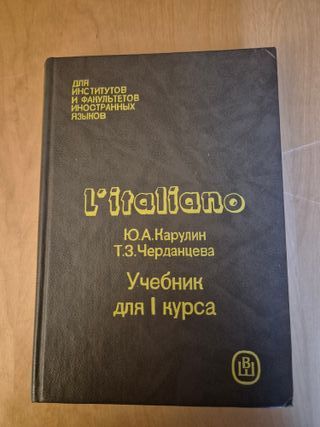 ДЛЯ
ИНСТИТУТОВ
И ФАКУЛЬТЕТОВ
ИНОСТРАННЫХ
ЯЗЫКОВ
L'italiano
Ю.А.Карулин
Т.З.Черданцева
Учебник
для I курса
ВШ